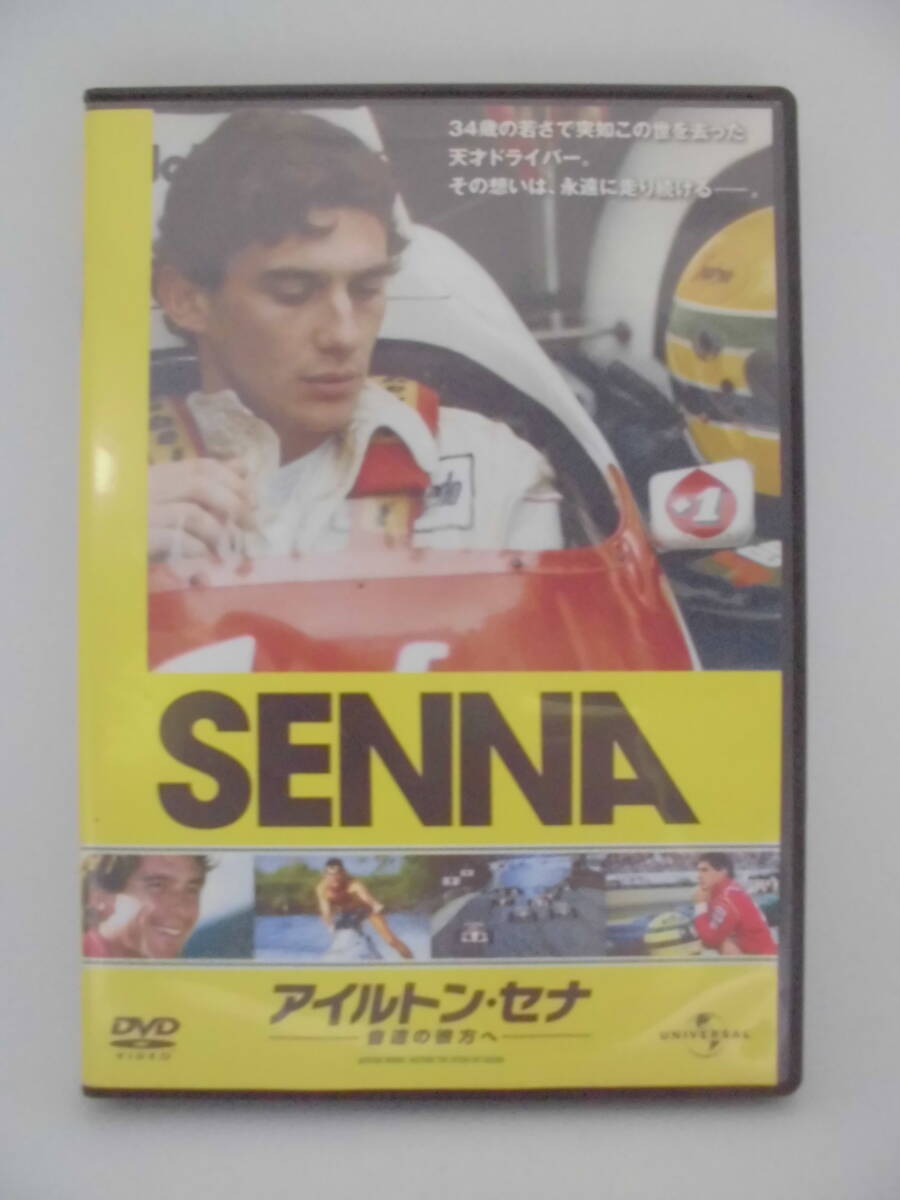 34歳の若さで突如この世を去った
天才ドライバー。
その想いは、永遠に走り続ける──。
1
SENNA
アイルトン・セナ
音速の彼方へ
DVD
VIDEO
UNIVERSAL